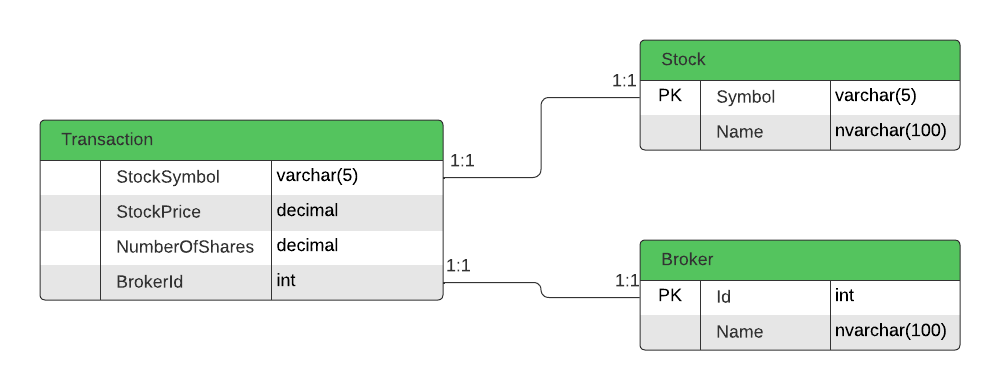 Transaction
StockSymbol varchar(5)
StockPrice decimal
NumberOfShares decimal
BrokerId int
1:1
1:1
1:1
1:1
Stock
PK Symbol varchar(5)
Name nvarchar(100)
Broker
PK Id int
Name nvarchar(100)